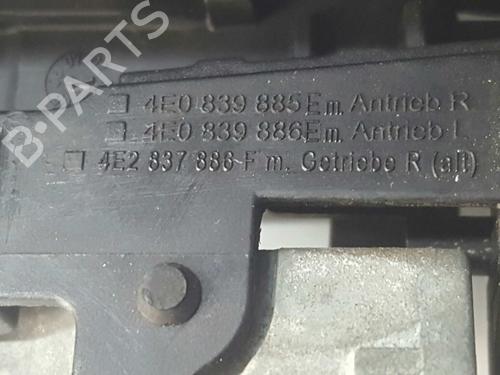 B-PARTS
4E0 839 885 E m. Antrieb R
4E0 839 886 E m. Antrieb L
4E2 837 886 F m. Getriebe R (alt)